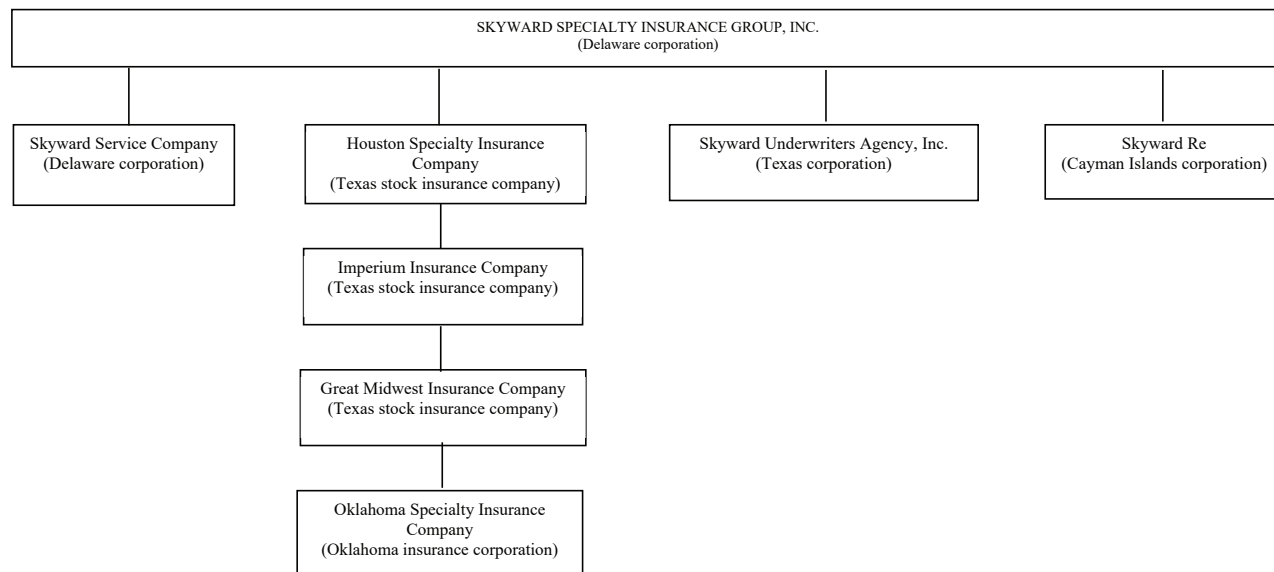 SKYWARD SPECIALTY INSURANCE GROUP, INC.
(Delaware corporation)
Skyward Service Company
(Delaware corporation)
Houston Specialty Insurance
Company
(Texas stock insurance company)
Skyward Underwriters Agency, Inc.
(Texas corporation)
Skyward Re
(Cayman Islands corporation)
Imperium Insurance Company
(Texas stock insurance company)
Great Midwest Insurance Company
(Texas stock insurance company)
Oklahoma Specialty Insurance
Company
(Oklahoma insurance corporation)